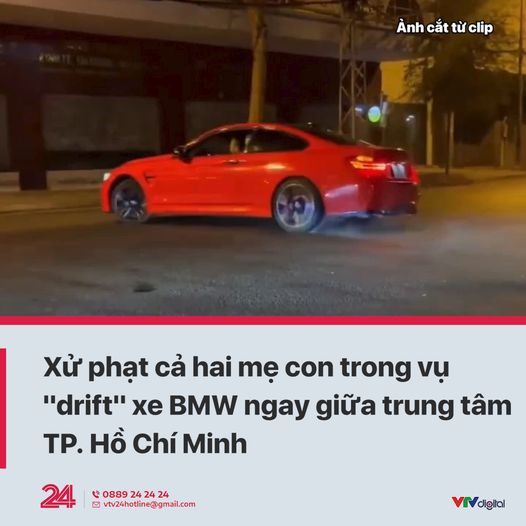 Ảnh cắt từ clip
Xử phạt cả hai mẹ con trong vụ
"drift" xe BMW ngay giữa trung tâm
TP. Hồ Chí Minh
24
0889 24 24 24
vtv24hotline@gmail.com
VTVdigital